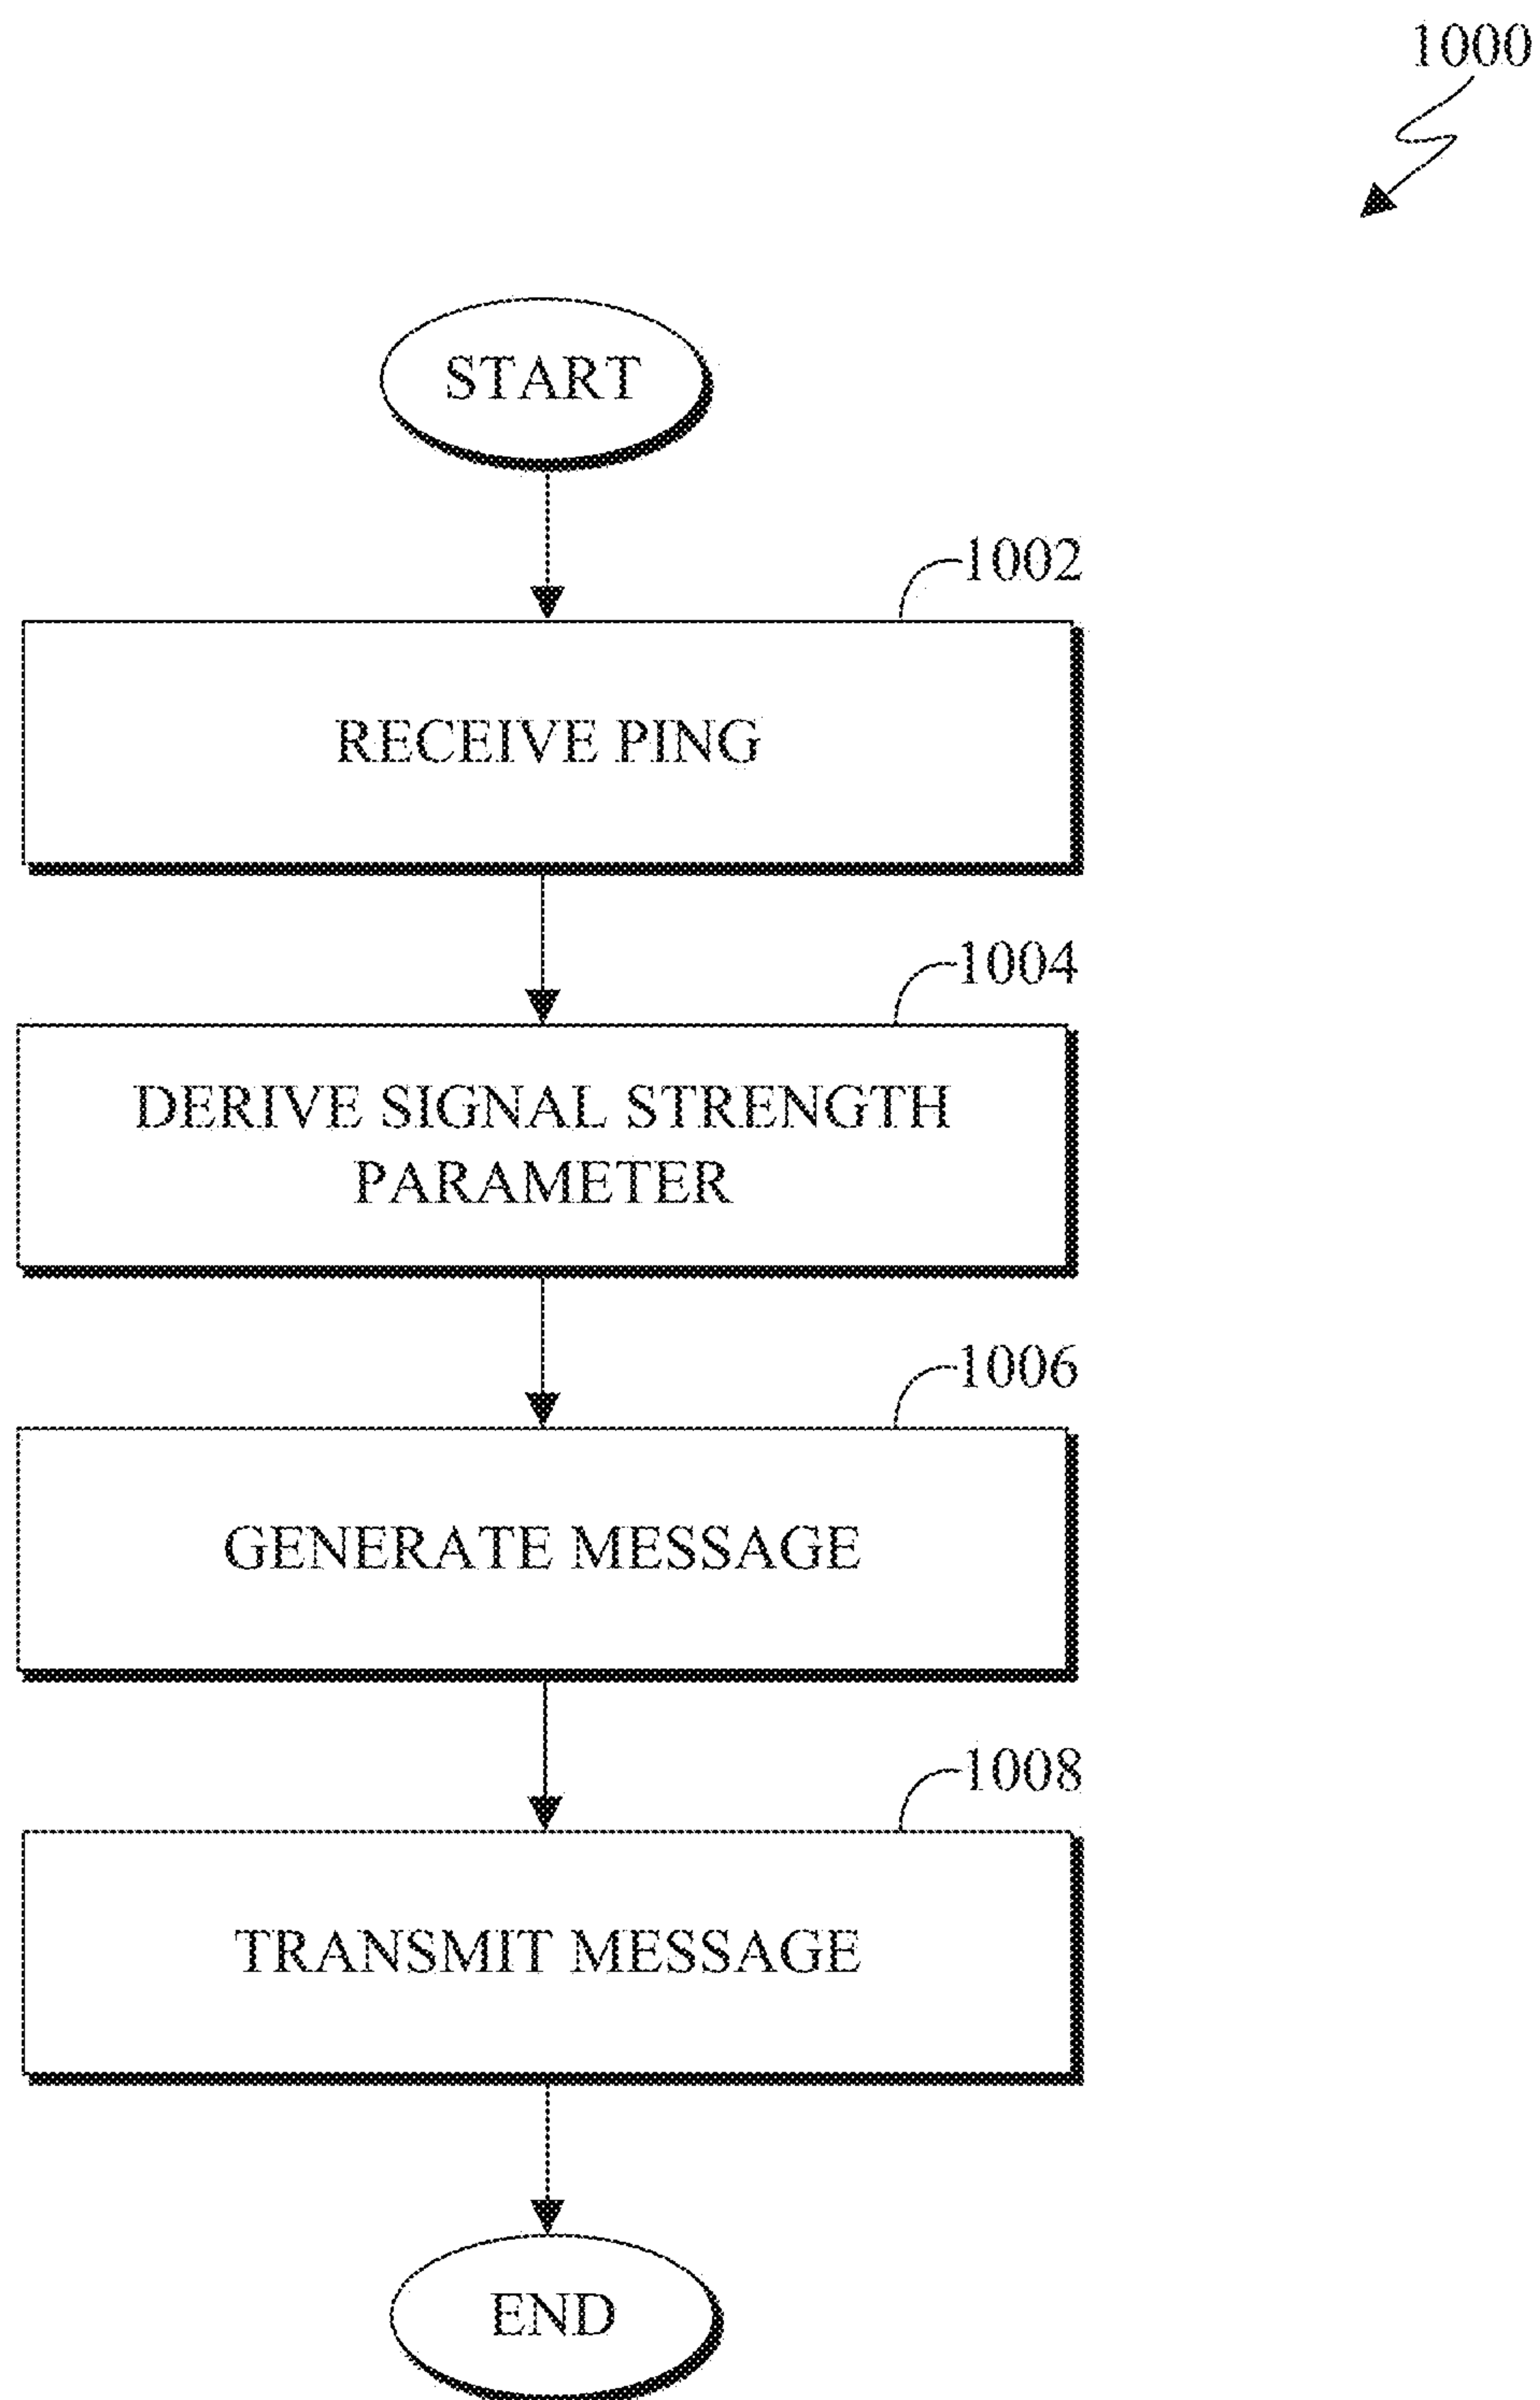 1000
START
1002
RECEIVE PING
1004
DERIVE SIGNAL STRENGTH
PARAMETER
1006
GENERATE MESSAGE
1008
TRANSMIT MESSAGE
END